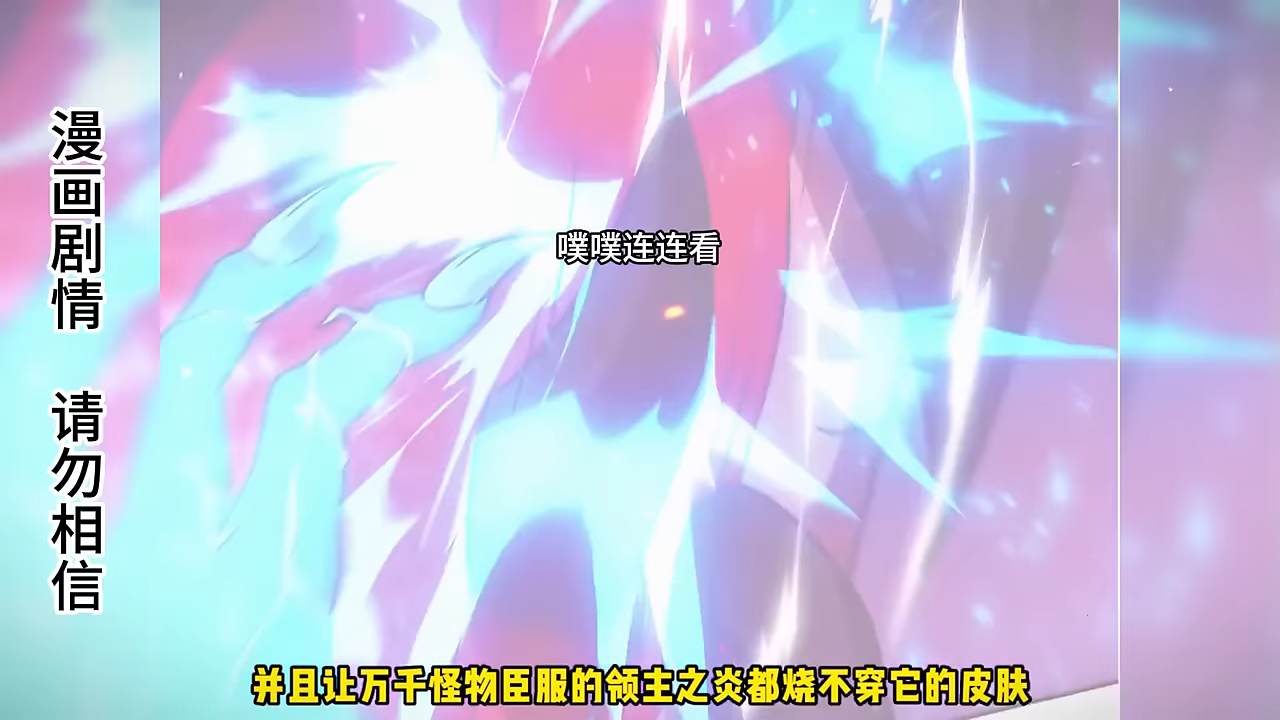 漫画剧情 请勿相信
噗噗连连看
并且让万千怪物臣服的领主之炎都烧不穿它的皮肤